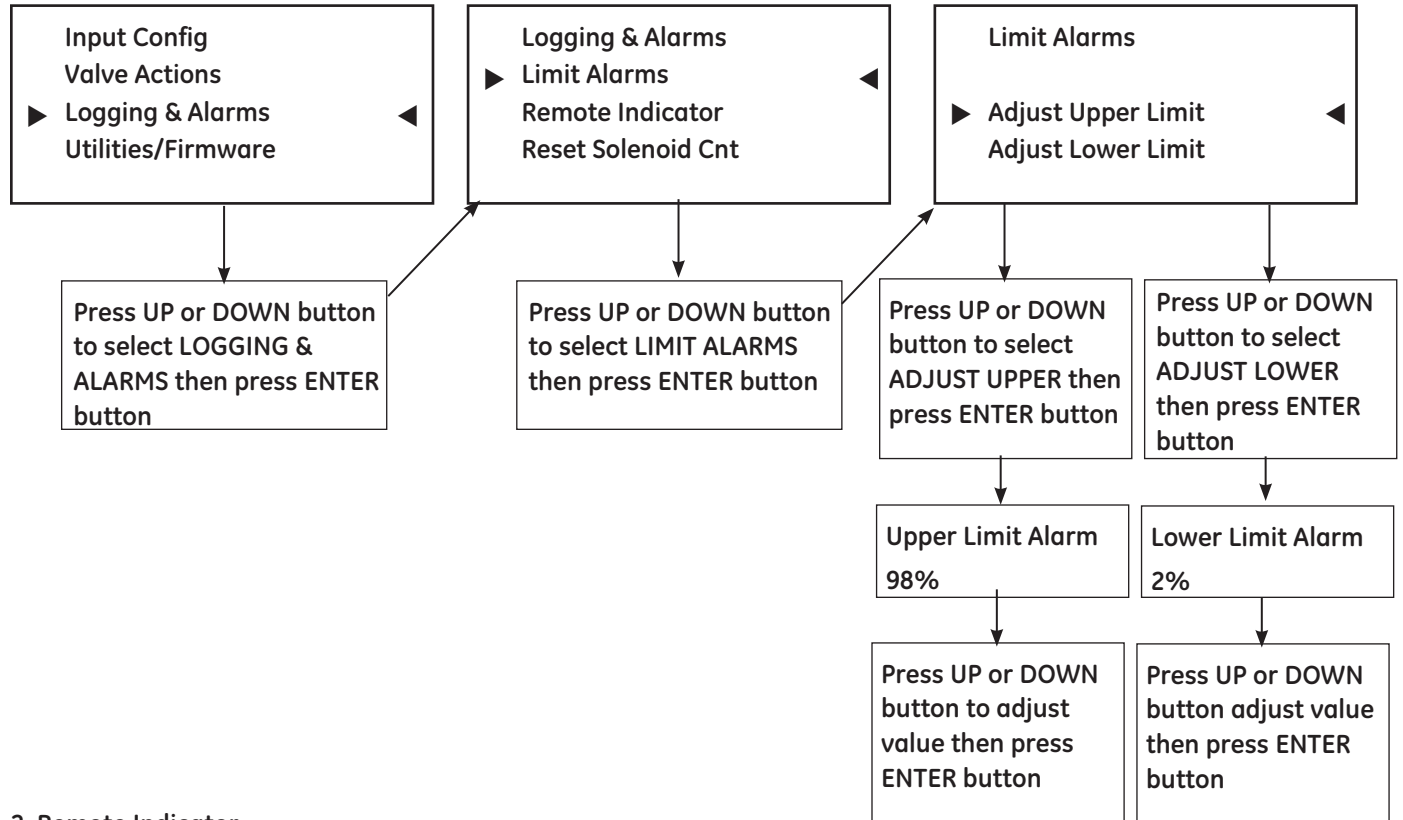 Input Config
Valve Actions
▶ Logging & Alarms ◀
Utilities/Firmware
Logging & Alarms
▶ Limit Alarms ◀
Remote Indicator
Reset Solenoid Cnt
Limit Alarms
▶ Adjust Upper Limit ◀
Adjust Lower Limit
Press UP or DOWN button
to select LOGGING &
ALARMS then press ENTER
button
Press UP or DOWN button
to select LIMIT ALARMS
then press ENTER button
Press UP or DOWN
button to select
ADJUST UPPER then
press ENTER button
Press UP or DOWN
button to select
ADJUST LOWER
then press ENTER
button
Upper Limit Alarm
98%
Lower Limit Alarm
2%
Press UP or DOWN
button to adjust
value then press
ENTER button
Press UP or DOWN
button adjust value
then press ENTER
button
2. Remote Indicator